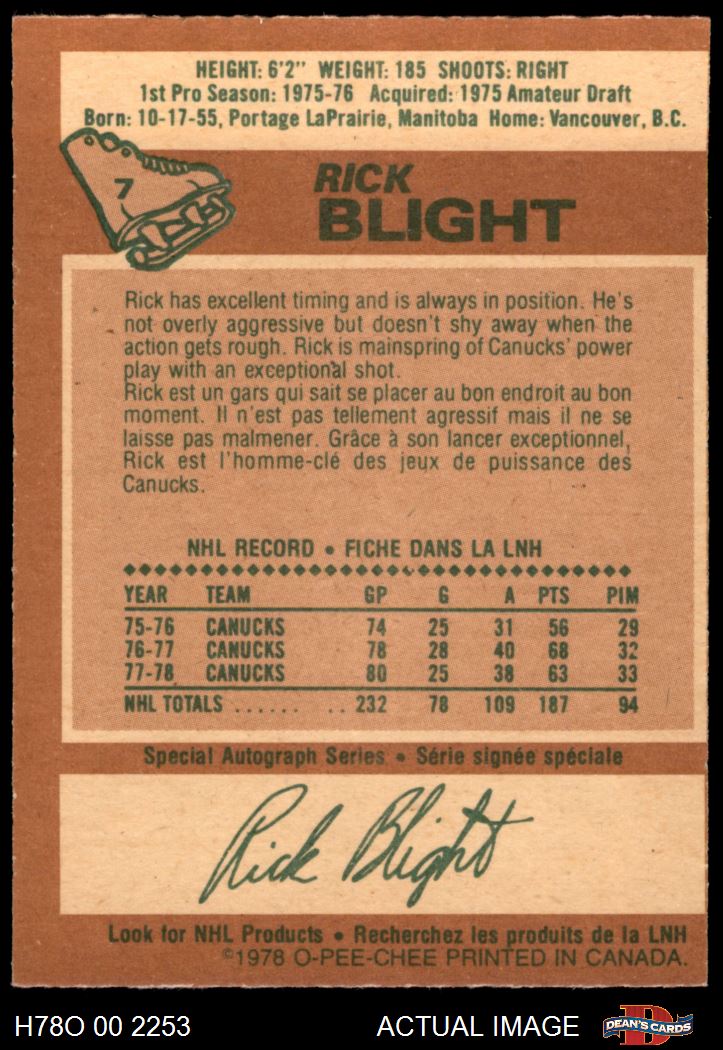 HEIGHT: 6'2" WEIGHT: 185 SHOOTS: RIGHT
1st Pro Season: 1975-76 Acquired: 1975 Amateur Draft
Born: 10-17-55, Portage LaPrairie, Manitoba Home: Vancouver, B.C.
7
RICK
BLIGHT
Rick has excellent timing and is always in position. He's
not overly aggressive but doesn't shy away when the
action gets rough. Rick is mainspring of Canucks' power
play with an exceptional shot.
Rick est un gars qui sait se placer au bon endroit au bon
moment. Il n'est pas tellement agressif mais il ne se
laisse pas malmener. Grâce à son lancer exceptionnel,
Rick est l'homme-clé des jeux de puissance des
Canucks.
NHL RECORD • FICHE DANS LA LNH
YEAR TEAM GP G A PTS PIM
75-76 CANUCKS 74 25 31 56 29
76-77 CANUCKS 78 28 40 68 32
77-78 CANUCKS 80 25 38 63 33
NHL TOTALS ...... .. 232 78 109 187 94
Special Autograph Series • Série signée spéciale
Rick Blight
Look for NHL Products • Recherchez les produits de la LNH
©1978 O-PEE-CHEE PRINTED IN CANADA.
H78O 00 2253 ACTUAL IMAGE D DEAN'S CARDS